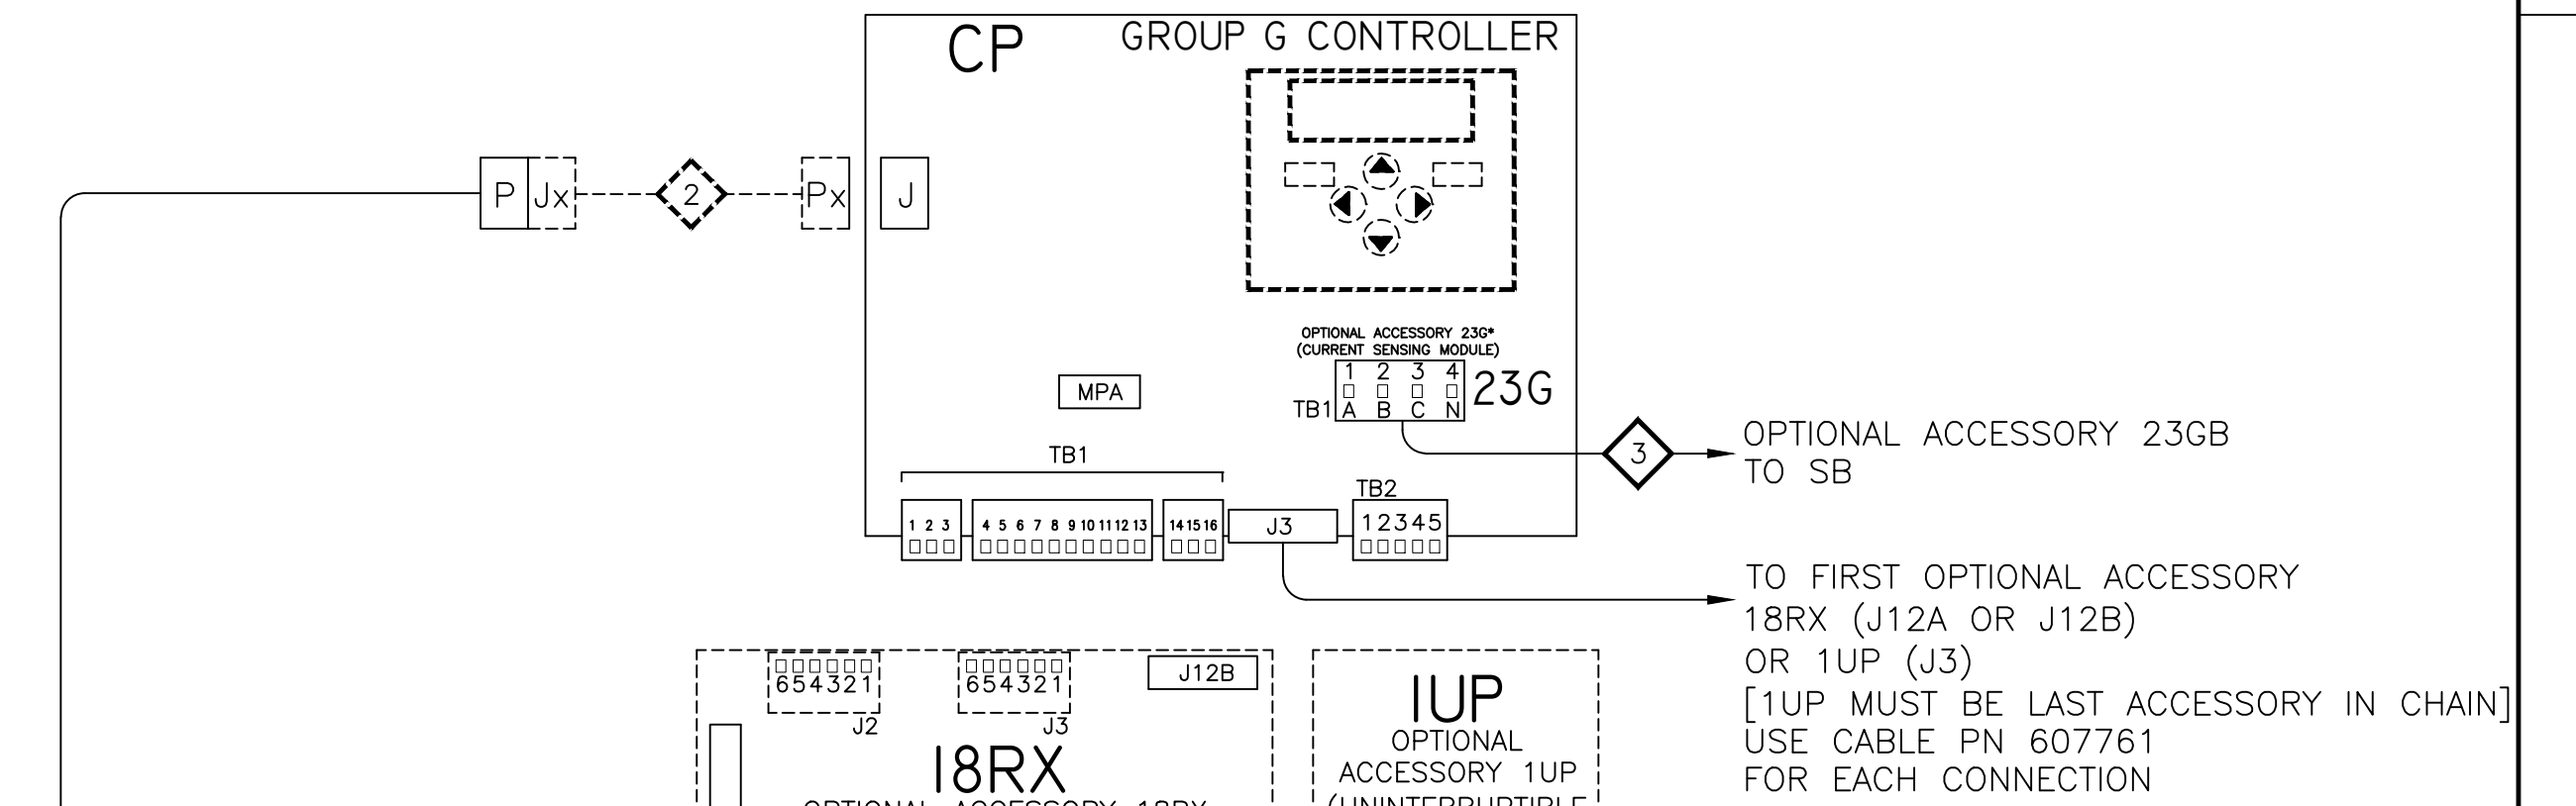 CP
GROUP G CONTROLLER
P Jx 2 Px J
OPTIONAL ACCESSORY 23G*
(CURRENT SENSING MODULE)
1 2 3 4
TB1 A B C N
23G
MPA
3
OPTIONAL ACCESSORY 23GB
TO SB
TB1
1 2 3 4 5 6 7 8 9 10 11 12 13 14 15 16
J3
TB2
12345
TO FIRST OPTIONAL ACCESSORY
18RX (J12A OR J12B)
OR 1UP (J3)
[1UP MUST BE LAST ACCESSORY IN CHAIN]
USE CABLE PN 607761
FOR EACH CONNECTION
654321
J2
654321
J3
J12B
18RX
OPTIONAL ACCESSORY 18RX
1UP
OPTIONAL
ACCESSORY 1UP
(UNINTERRUPTIBLE